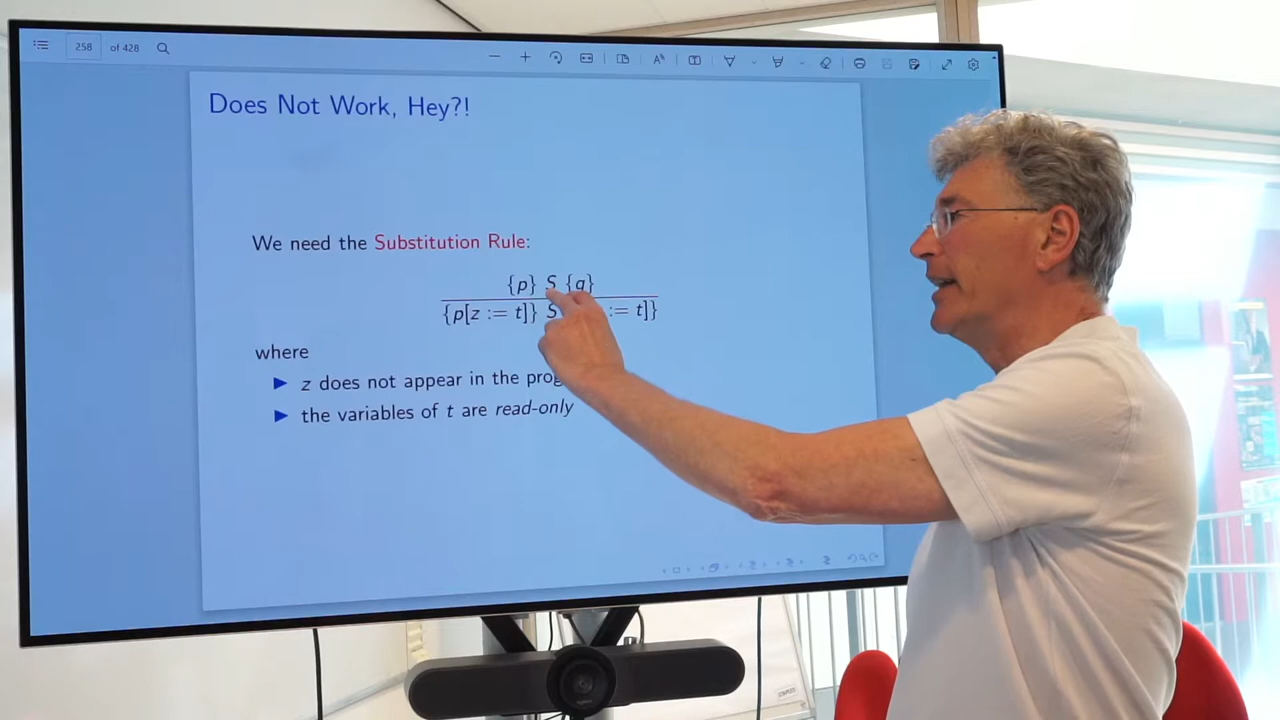 258 of 428
Does Not Work, Hey?!
We need the Substitution Rule:
{p} S {q}
{p[z := t]} S := t]}
where
▶ z does not appear in the
▶ the variables of t are read-only